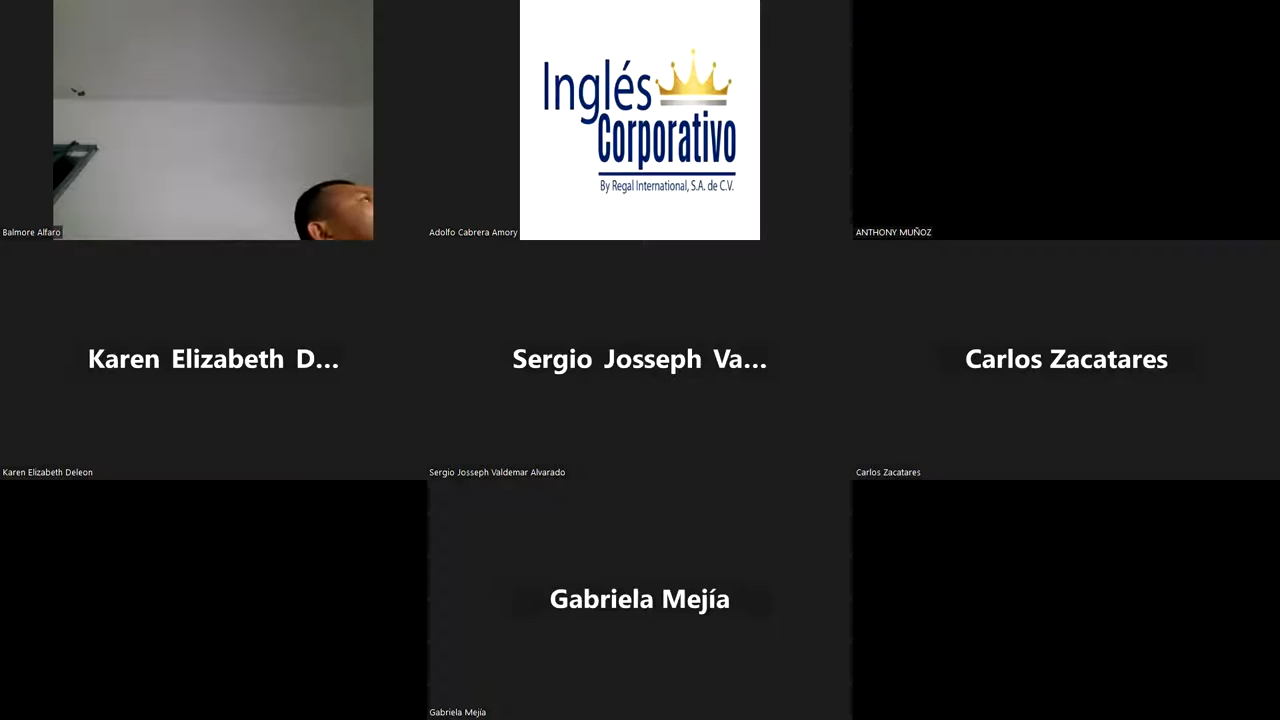 Inglés
Corporativo
By Regal International, S.A. de C.V.
Balmore Alfaro
Adolfo Cabrera Amory
ANTHONY MUÑOZ
Karen Elizabeth D...
Sergio Josseph Va...
Carlos Zacatares
Karen Elizabeth Deleon
Sergio Josseph Valdemar Alvarado
Carlos Zacatares
Gabriela Mejía
Gabriela Mejía